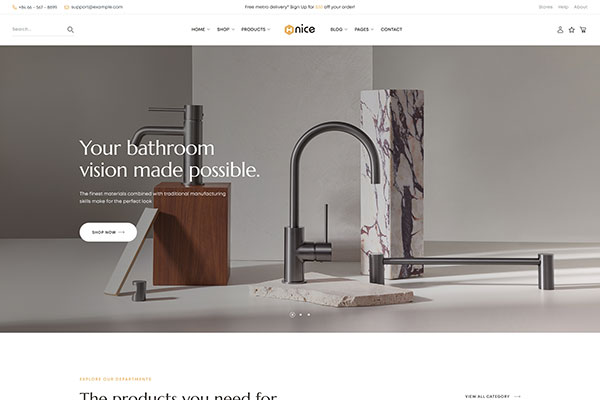 +84 66 - 567 - 8899 support@example.com Free metro delivery* Sign Up for $30 off your order! Stories Help About
Search... HOME SHOP PRODUCTS nice BLOG PAGES CONTACT
Your bathroom
vision made possible.
The finest materials combined with traditional manufacturing
skills make for the perfect look
SHOP NOW
EXPLORE OUR DEPARTMENTS
The products you need for
VIEW ALL CATEGORY